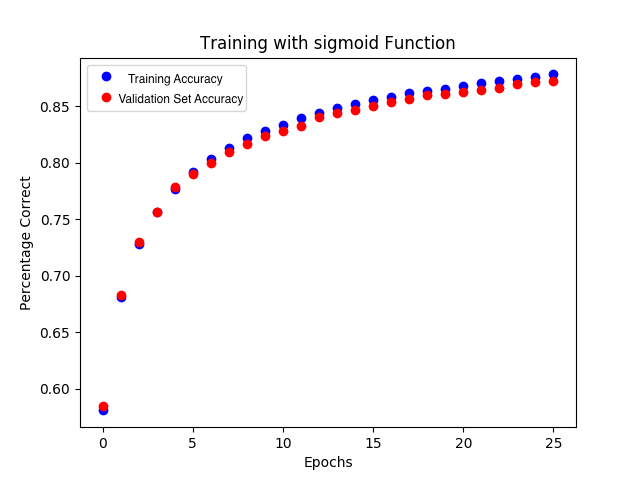 Training with sigmoid Function
Training Accuracy
Validation Set Accuracy
0.85
0.80
0.75
0.70
0.65
0.60
Percentage Correct
0 5 10 15 20 25
Epochs